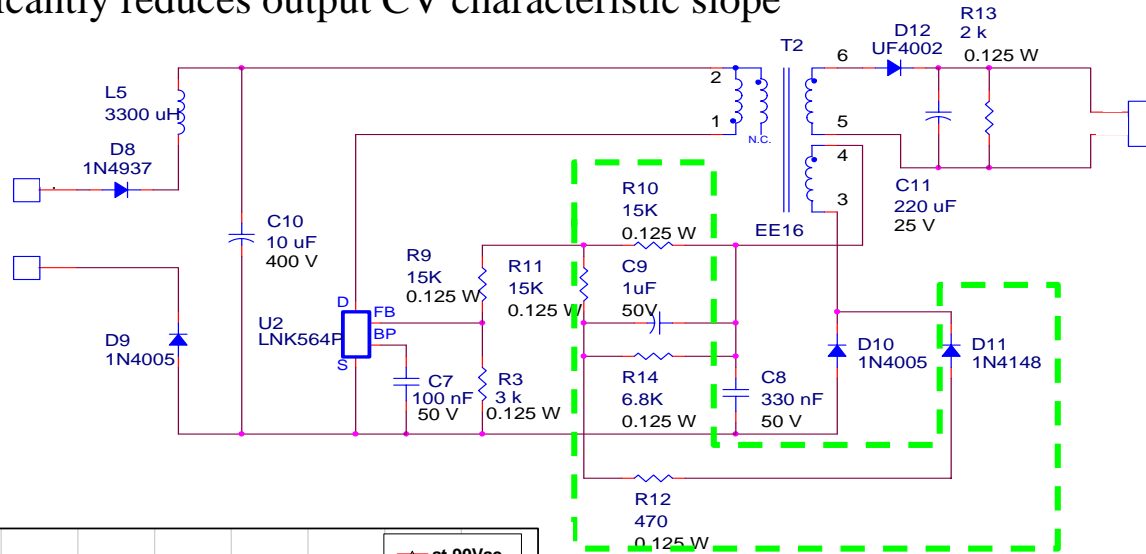 icantly reduces output CV characteristic slope
L5
3300 uH
D8
1N4937
C10
10 uF
400 V
D9
1N4005
U2
LNK564P
D
FB
BP
S
R9
15K
0.125 W
C7
100 nF
50 V
R3
3 k
0.125 W
R11
15K
0.125 W
R10
15K
0.125 W
C9
1uF
50V
R14
6.8K
0.125 W
R12
470
0.125 W
C8
330 nF
50 V
D10
1N4005
D11
1N4148
T2
2
1
N.C.
6
5
4
3
EE16
D12
UF4002
R13
2 k
0.125 W
C11
220 uF
25 V